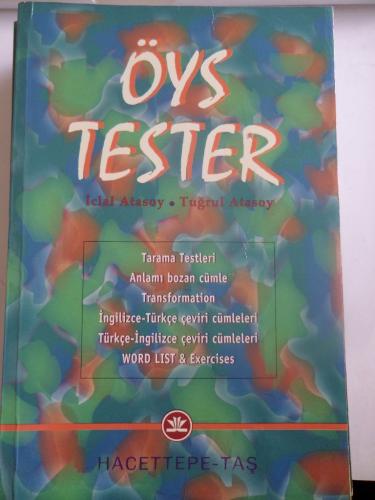 ÖYS
TESTER
İclal Atasoy • Tuğrul Atasoy
Tarama Testleri
Anlamı bozan cümle
Transformation
İngilizce-Türkçe çeviri cümleleri
Türkçe-İngilizce çeviri cümleleri
WORD LIST & Exercises
HACETTEPE-TAŞ